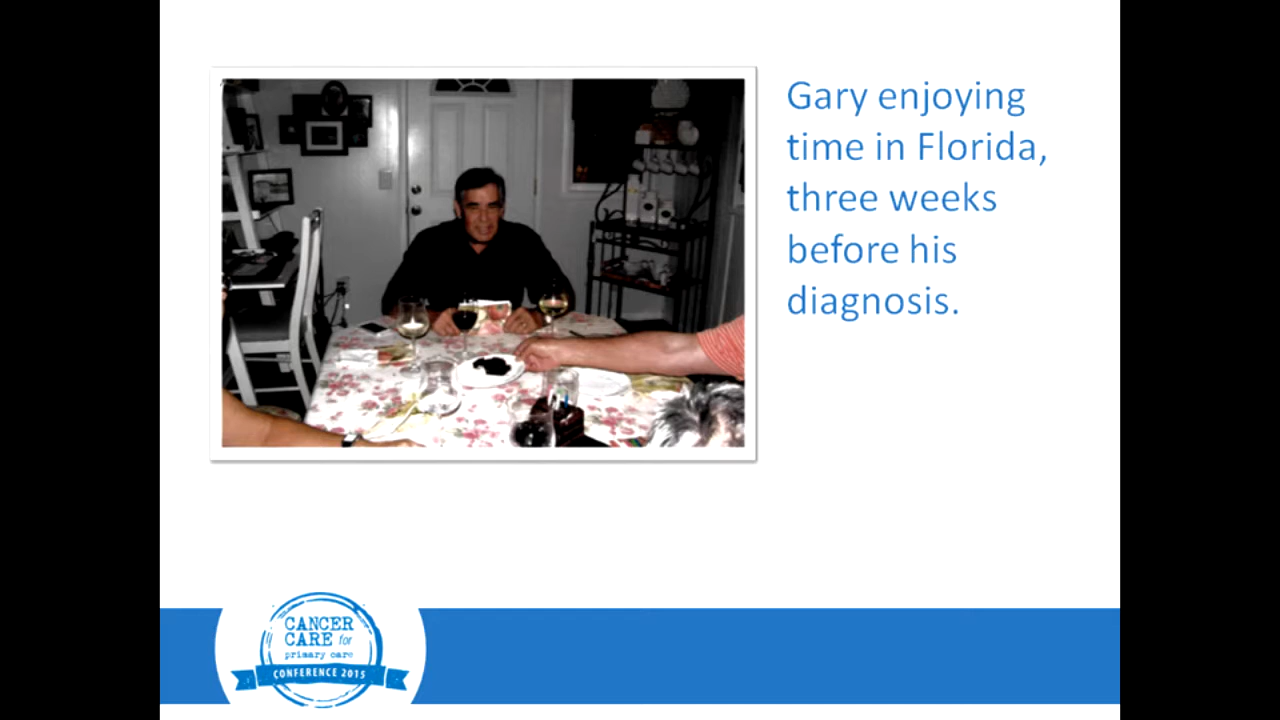 Gary enjoying
time in Florida,
three weeks
before his
diagnosis.
CANCER
CARE for
primary care
CONFERENCE 2015